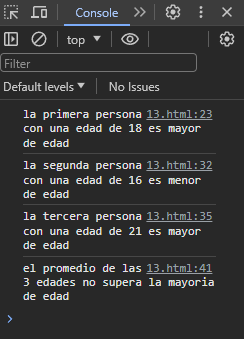 Console
top
Filter
Default levels
No Issues
la primera persona 13.html:23
con una edad de 18 es mayor
de edad
la segunda persona 13.html:32
con una edad de 16 es menor
de edad
la tercera persona 13.html:35
con una edad de 21 es mayor
de edad
el promedio de las 13.html:41
3 edades no supera la mayoria
de edad